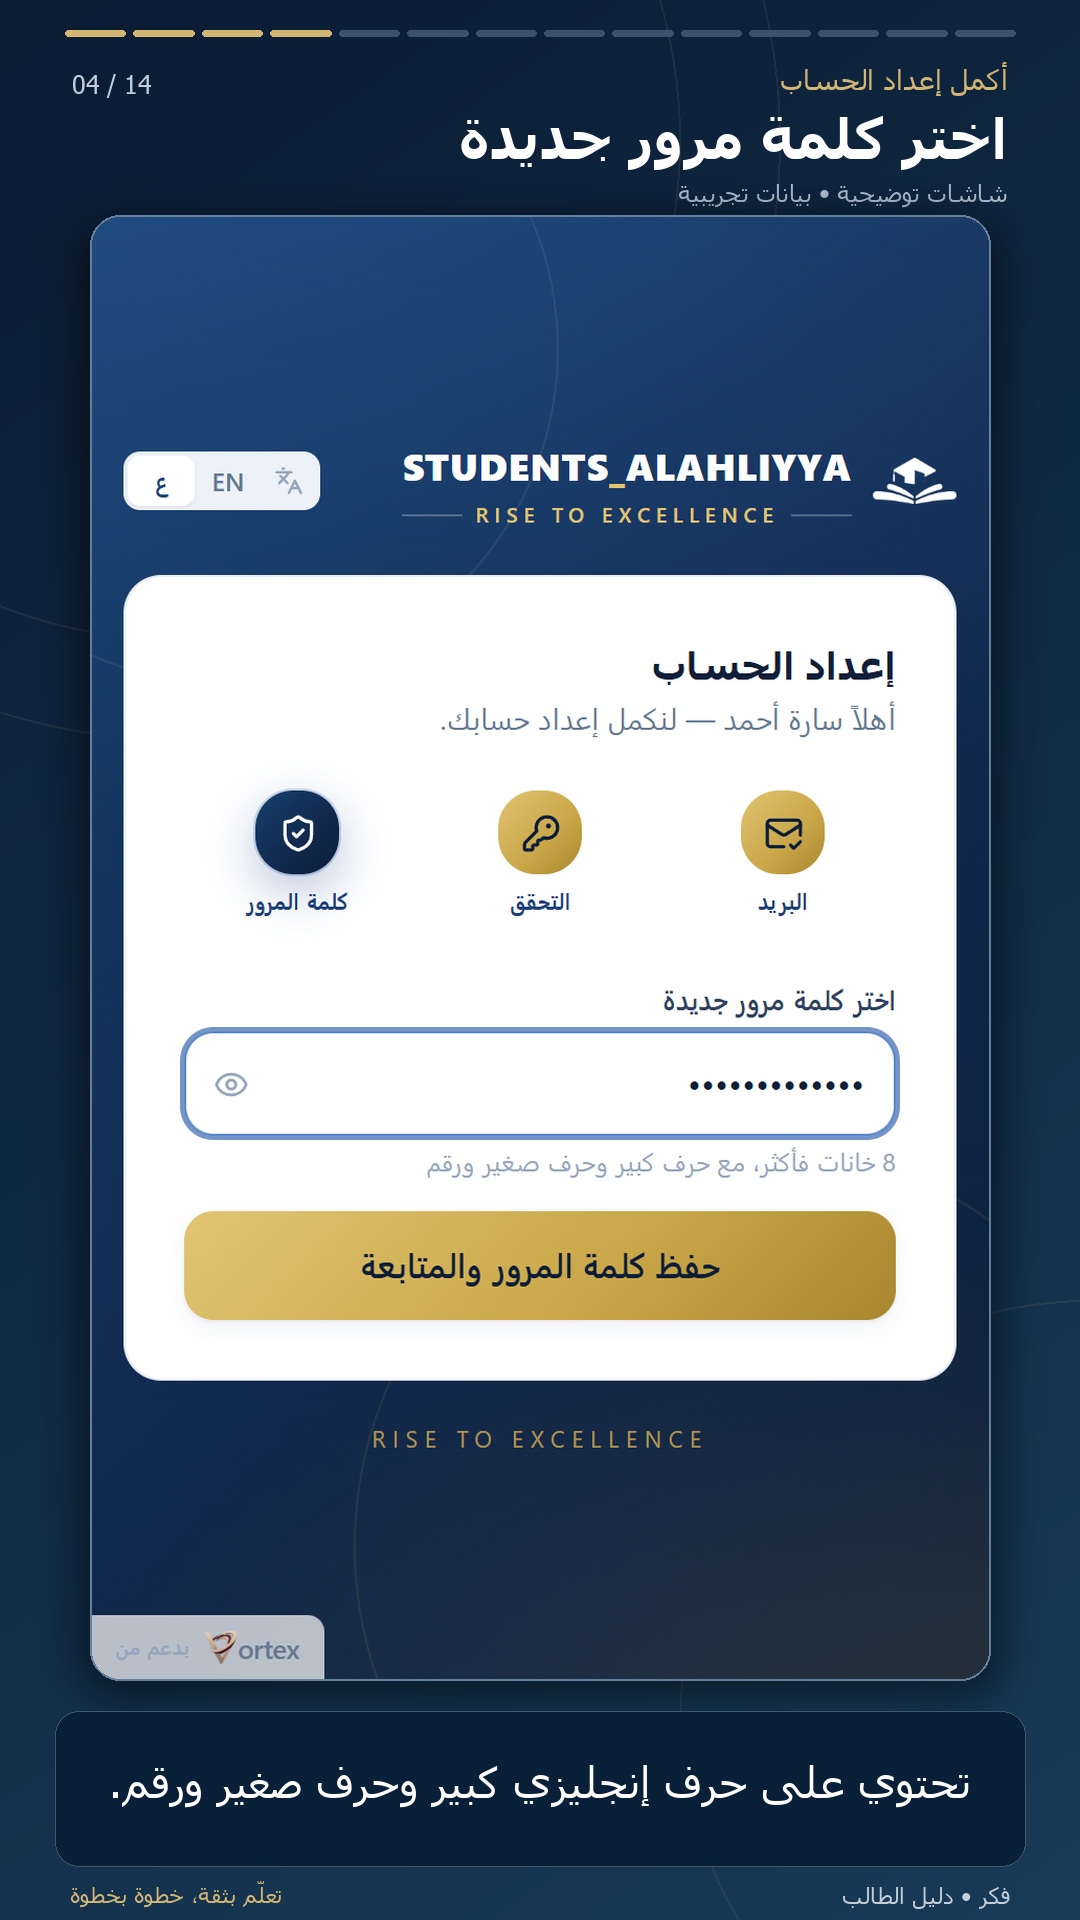 04 / 14
أكمل إعداد الحساب
اختر كلمة مرور جديدة
شاشات توضيحية • بيانات تجريبية
STUDENTS_ALAHLIYYA
RISE TO EXCELLENCE
EN ع
إعداد الحساب
أهلاً سارة أحمد — لنكمل إعداد حسابك.
البريد التحقق كلمة المرور
اختر كلمة مرور جديدة
•••••••••••••
8 خانات فأكثر، مع حرف كبير وحرف صغير ورقم
حفظ كلمة المرور والمتابعة
RISE TO EXCELLENCE
بدعم من Vortex
تحتوي على حرف إنجليزي كبير وحرف صغير ورقم.
فكر • دليل الطالب
تعلّم بثقة، خطوة بخطوة